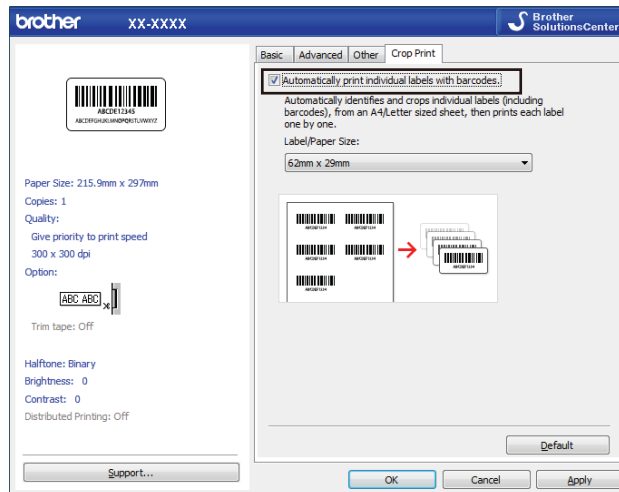 brother XX-XXXX Brother SolutionsCenter
ABCDE12345
ABCDEFGHIJKLMNOPQRSTUVWXYZ
Paper Size: 215.9mm x 297mm
Copies: 1
Quality:
Give priority to print speed
300 x 300 dpi
Option:
ABC ABC
Trim tape: Off
Halftone: Binary
Brightness: 0
Contrast: 0
Distributed Printing: Off
Support...
Basic Advanced Other Crop Print
Automatically print individual labels with barcodes.
Automatically identifies and crops individual labels (including
barcodes), from an A4/Letter sized sheet, then prints each label
one by one.
Label/Paper Size:
62mm x 29mm
Default
OK Cancel Apply